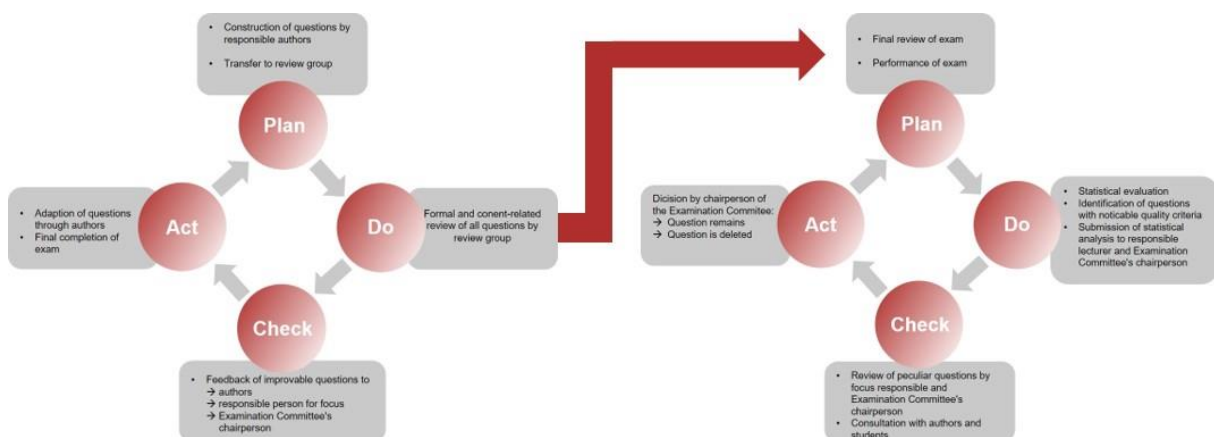 • Construction of questions by
responsible authors
• Transfer to review group
Plan
Act
• Adaption of questions
through authors
• Final completion of
exam
Do
Formal and conent-related
review of all questions by
review group
Check
• Feedback of improvable questions to
→ authors
→ responsible person for focus
→ Examination Committee's
chairperson
• Final review of exam
• Performance of exam
Plan
Dicision by chairperson of
the Examination Commitee:
→ Question remains
→ Question is deleted
Act
Do
• Statistical evaluation
• Identification of questions
with noticable quality criteria
• Submission of statistical
analysis to responsible
lecturer and Examination
Committee's chairperson
Check
• Review of peculiar questions by
focus responsible and
Examination Committee's
chairperson
• Consultation with authors and
students